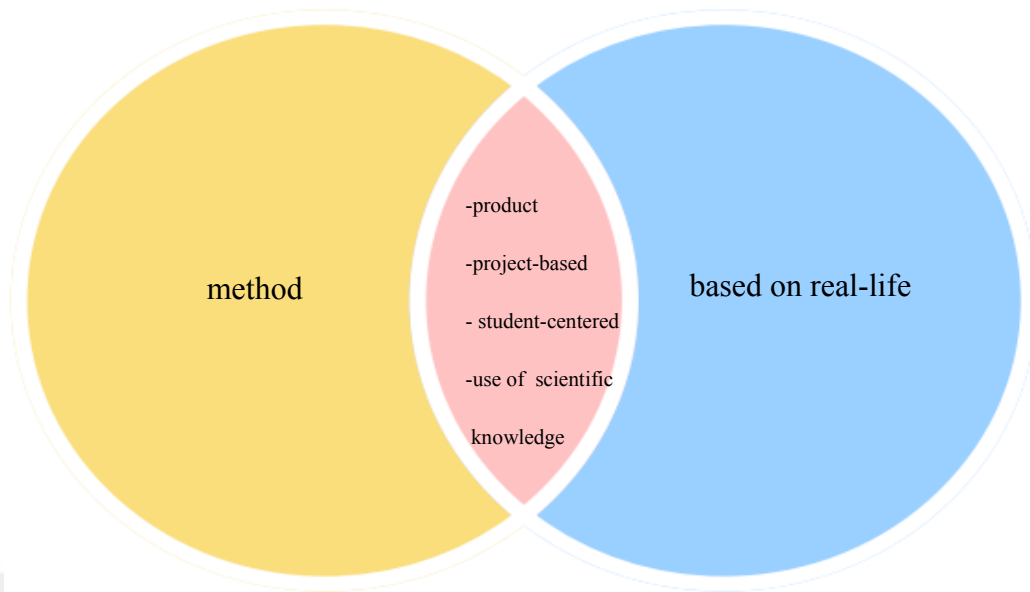 method
-product
-project-based
- student-centered
-use of  scientific
knowledge
based on real-life